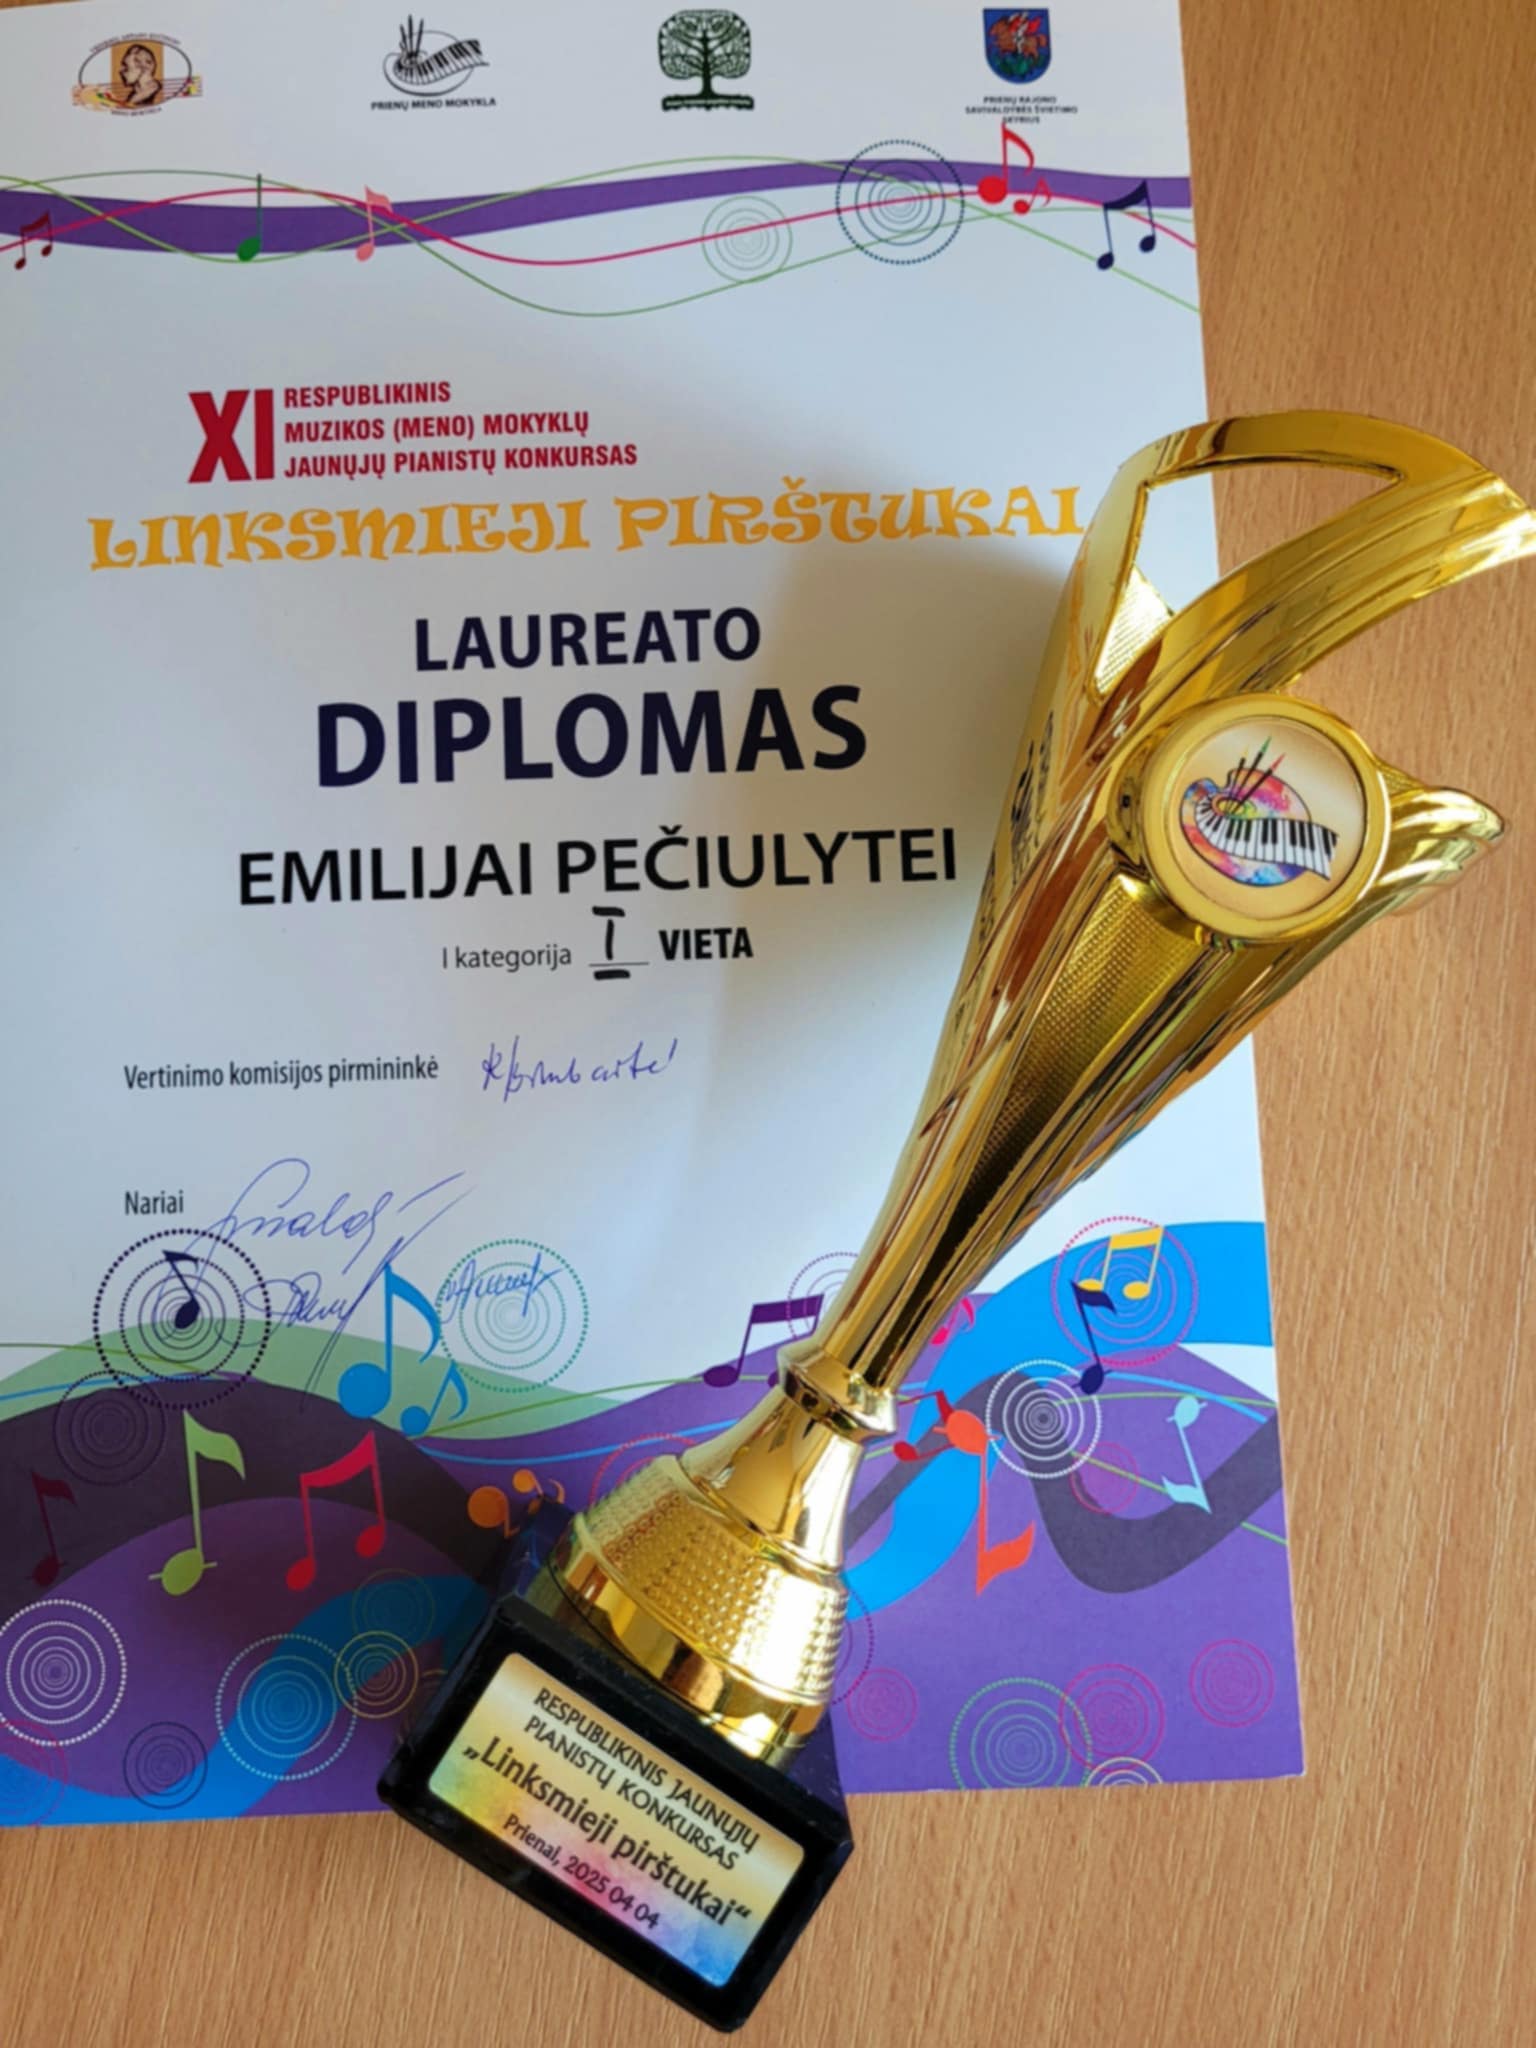 PRIENŲ MENO MOKYKLA
PRIENŲ RAJONO
SAVIVALDYBĖS ŠVIETIMO
SKYRIUS
XI RESPUBLIKINIS
MUZIKOS (MENO) MOKYKLŲ
JAUNŲJŲ PIANISTŲ KONKURSAS
LINKSMIEJI PIRŠTUKAI
LAUREATO
DIPLOMAS
EMILIJAI PEČIULYTEI
I kategorija I VIETA
Vertinimo komisijos pirmininkė
Nariai
RESPUBLIKINIS JAUNŲJŲ
PIANISTŲ KONKURSAS
„Linksmieji pirštukai“
Prienai, 2025 04 04